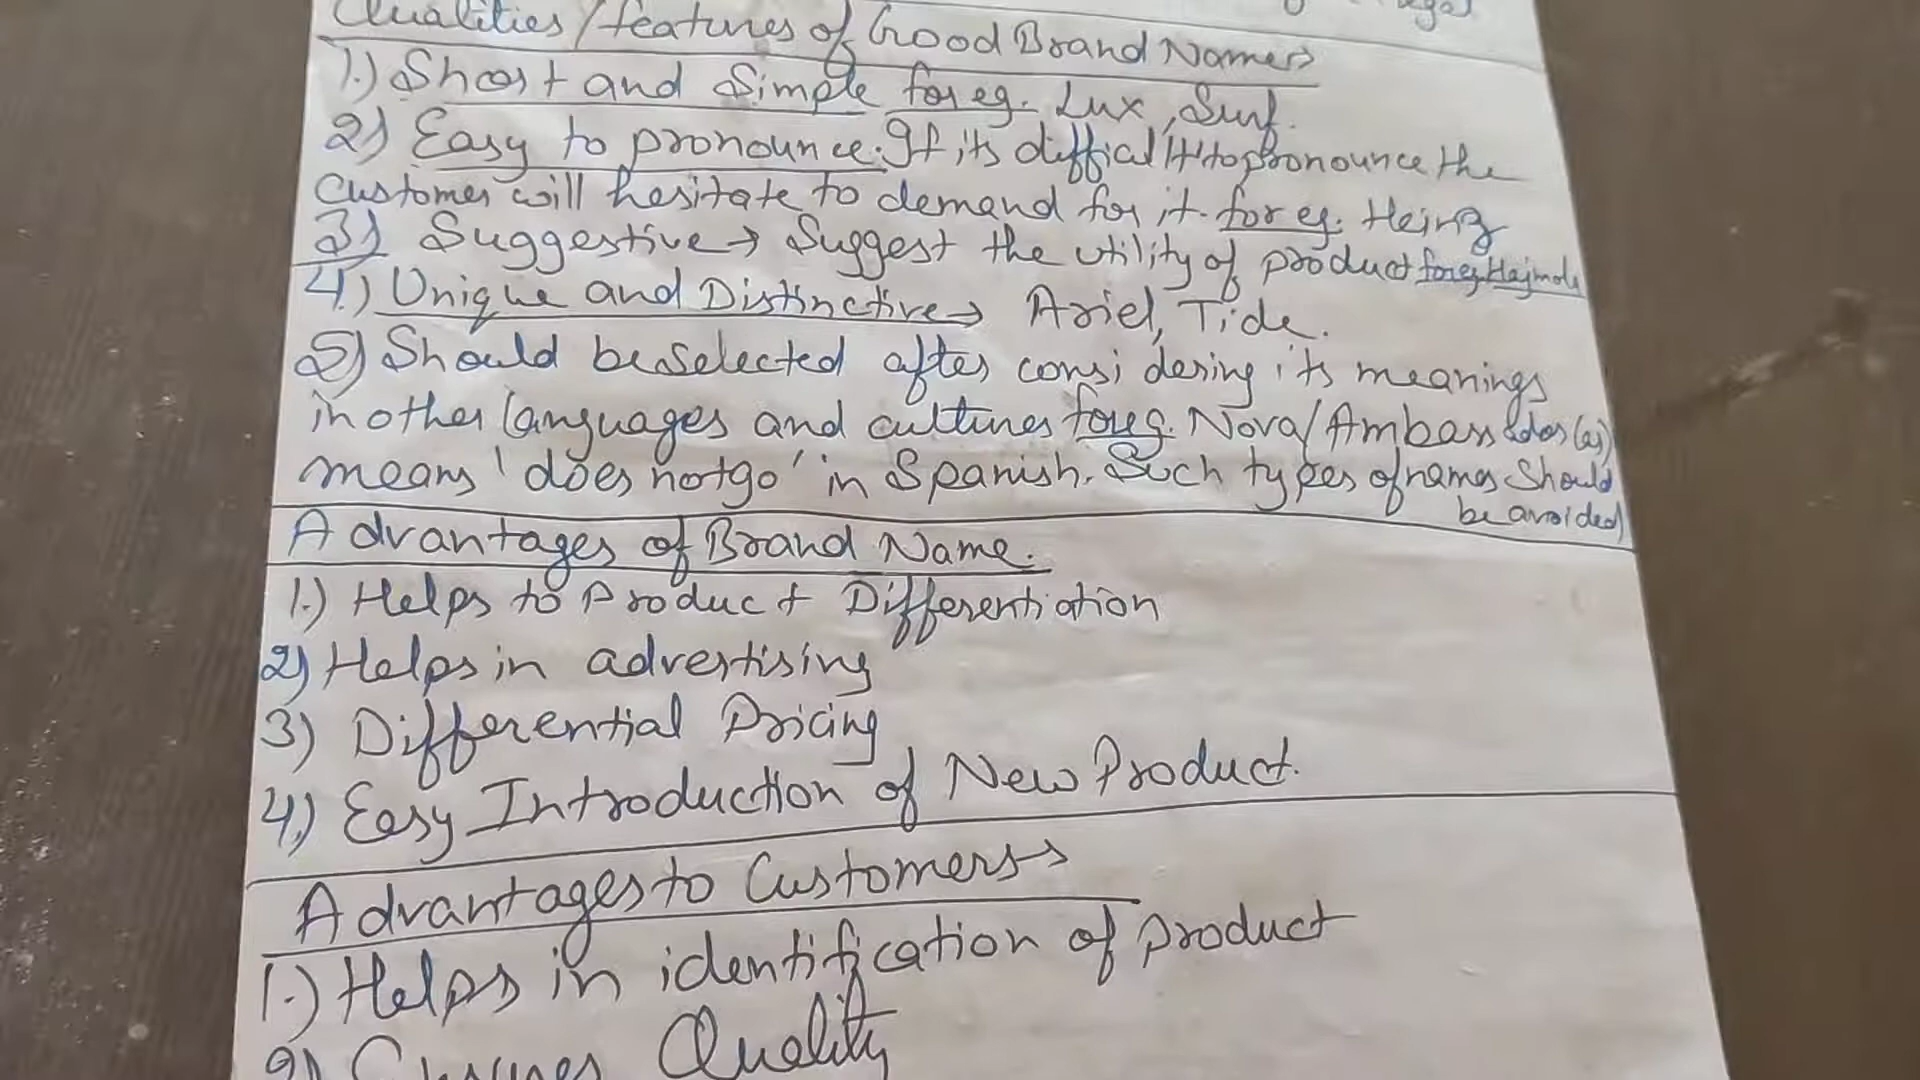 Qualities/features of Good Brand Name→
1.) Short and Simple for eg. Lux, Surf.
2) Easy to pronounce. If its difficult to pronounce the
customer will hesitate to demand for it. for eg. Heinz
3) Suggestive → Suggest the utility of product for eg. Hajmola
4.) Unique and Distinctive → Ariel, Tide.
5) Should be selected after considering its meanings
in other languages and cultures for eg. Nova/Ambassador (as)
means 'does not go' in Spanish. Such types of names should
be avoided
Advantages of Brand Name.
1.) Helps to Product Differentiation
2) Helps in advertising
3) Differential Pricing
4.) Easy Introduction of New Product.
Advantages to Customers→
1.) Helps in identification of product
2) Ensures Quality